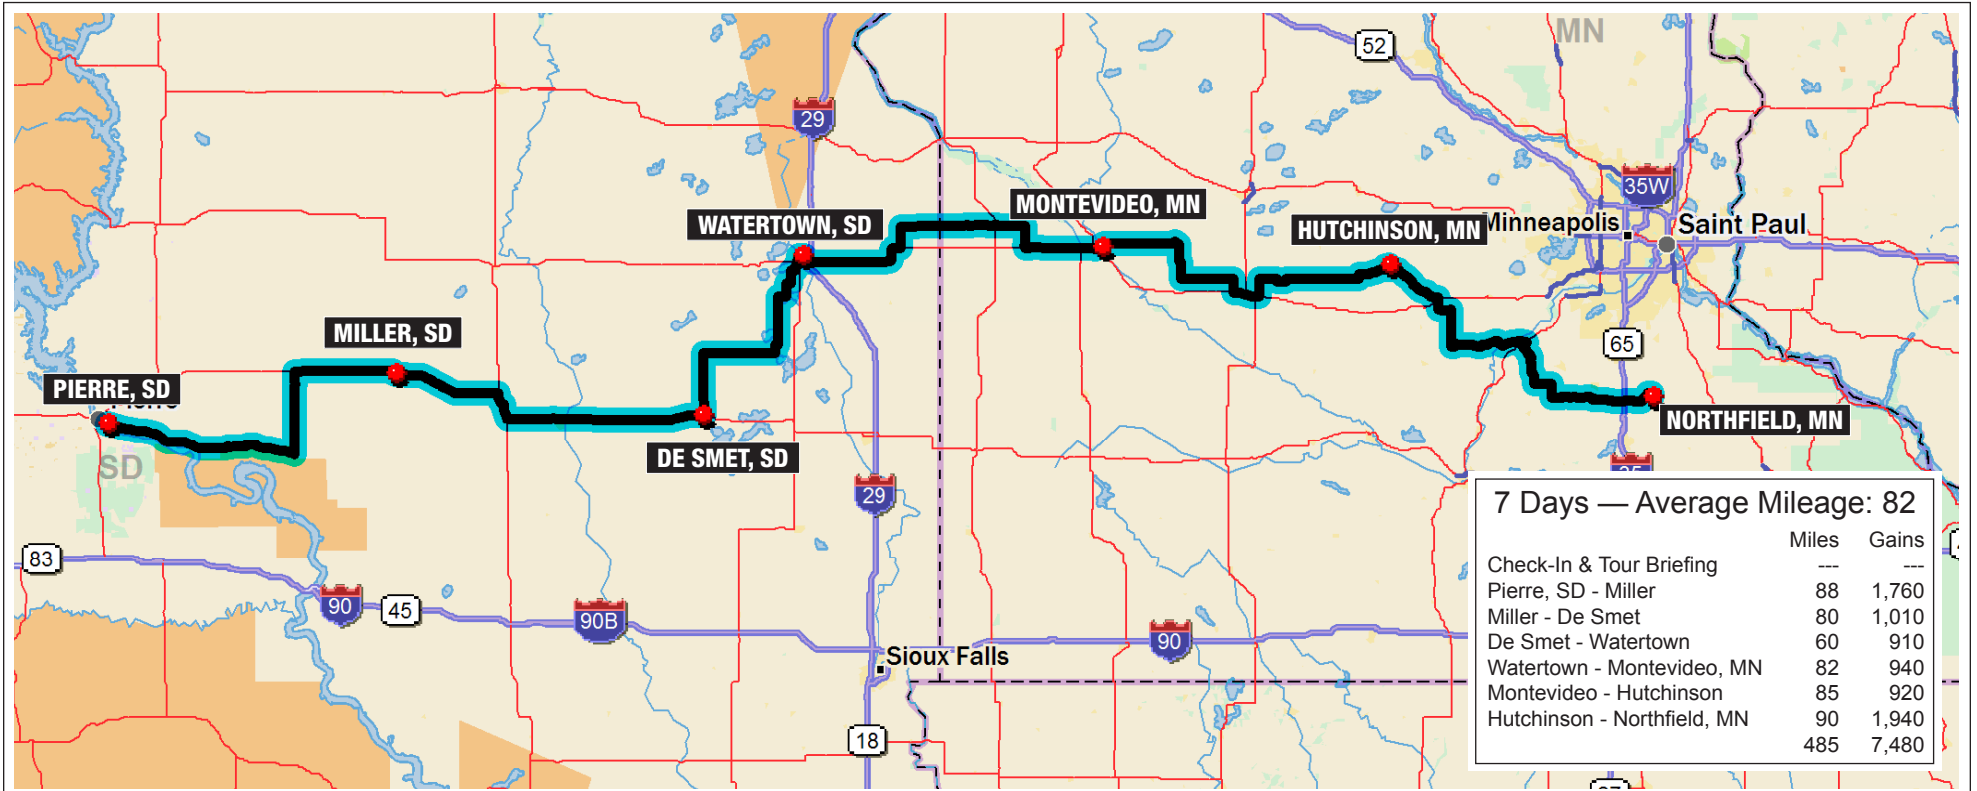 MN
52
29
35W
MONTEVIDEO, MN
WATERTOWN, SD
HUTCHINSON, MN
Minneapolis
Saint Paul
MILLER, SD
65
PIERRE, SD
NORTHFIELD, MN
DE SMET, SD
SD
35
29
7 Days — Average Mileage: 82
Miles Gains
Check-In & Tour Briefing --- ---
Pierre, SD - Miller 88 1,760
Miller - De Smet 80 1,010
De Smet - Watertown 60 910
Watertown - Montevideo, MN 82 940
Montevideo - Hutchinson 85 920
Hutchinson - Northfield, MN 90 1,940
485 7,480
83
90
45
90B
90
Sioux Falls
18